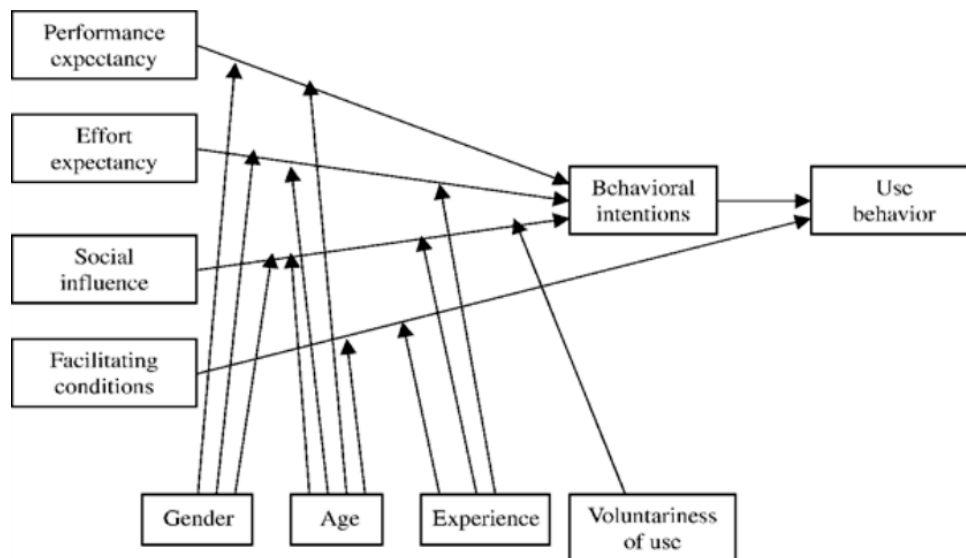 Performance
expectancy
Effort
expectancy
Social
influence
Facilitating
conditions
Behavioral
intentions
Use
behavior
Gender
Age
Experience
Voluntariness
of use